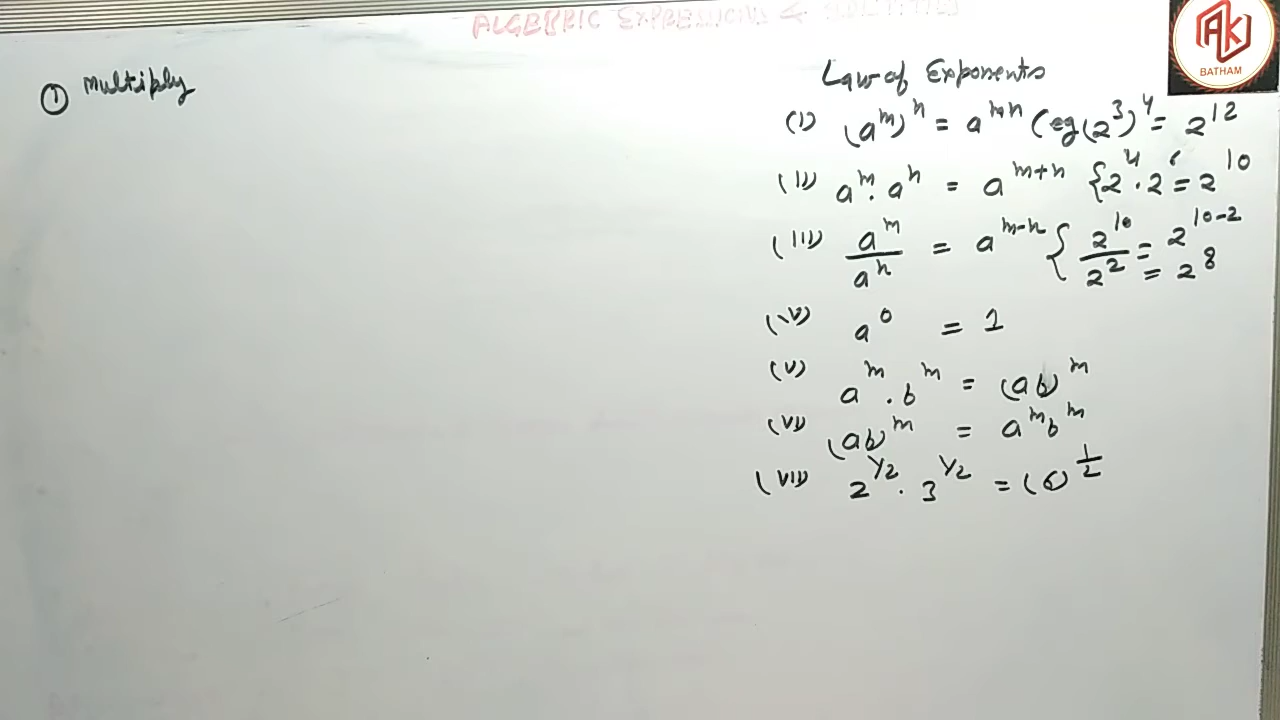 ALGEBRIC EXPRESSIONS &
AK
BATHAM
① Multiply
Law of Exponents
(i) (a^m)^n = a^mn (eg (2^3)^4 = 2^12
(ii) a^m . a^n = a^m+n {2^4 . 2^6 = 2^10
(iii) a^m / a^n = a^m-n { 2^10 / 2^2 = 2^10-2
= 2^8
(iv) a^0 = 1
(v) a^m . b^m = (ab)^m
(vi) (ab)^m = a^m b^m
(vii) 2^1/2 . 3^1/2 = (6)^1/2